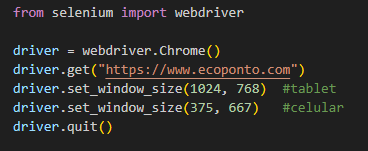 from selenium import webdriver
driver = webdriver.Chrome()
driver.get("https://www.ecoponto.com")
driver.set_window_size(1024, 768)  #tablet
driver.set_window_size(375, 667)   #celular
driver.quit()